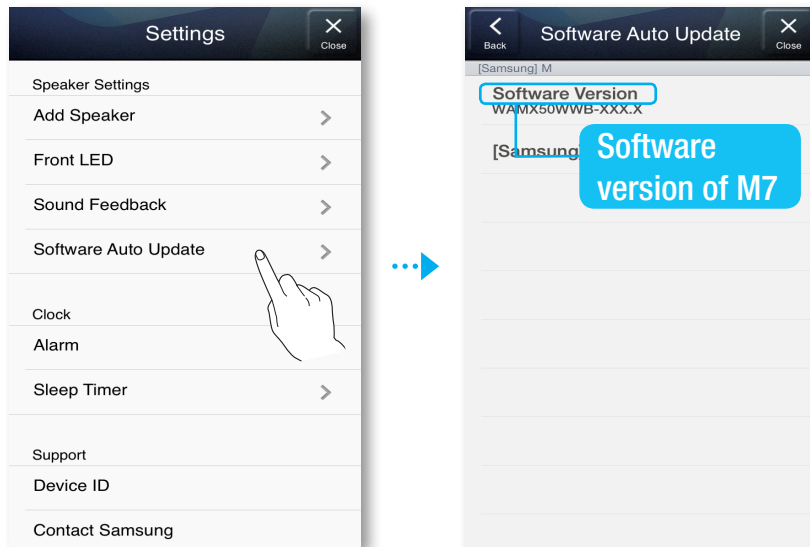 Settings
Close
Speaker Settings
Add Speaker
Front LED
Sound Feedback
Software Auto Update
Clock
Alarm
Sleep Timer
Support
Device ID
Contact Samsung
Back
Software Auto Update
Close
[Samsung] M
Software Version
WAMX50WWB-XXX.X
[Samsung
Software
version of M7